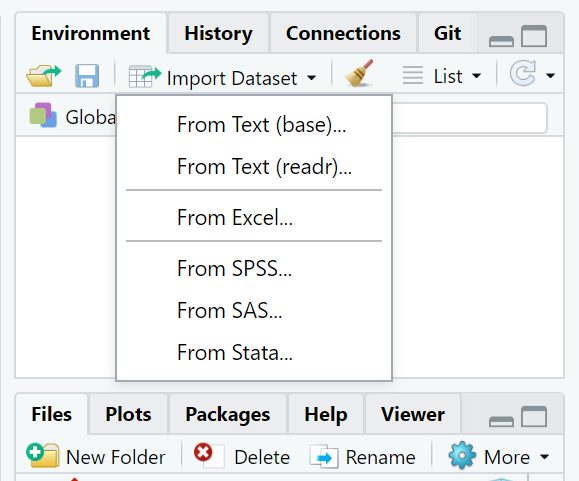 Environment History Connections Git
Import Dataset List
Globa
From Text (base)...
From Text (readr)...
From Excel...
From SPSS...
From SAS...
From Stata...
Files Plots Packages Help Viewer
New Folder Delete Rename More